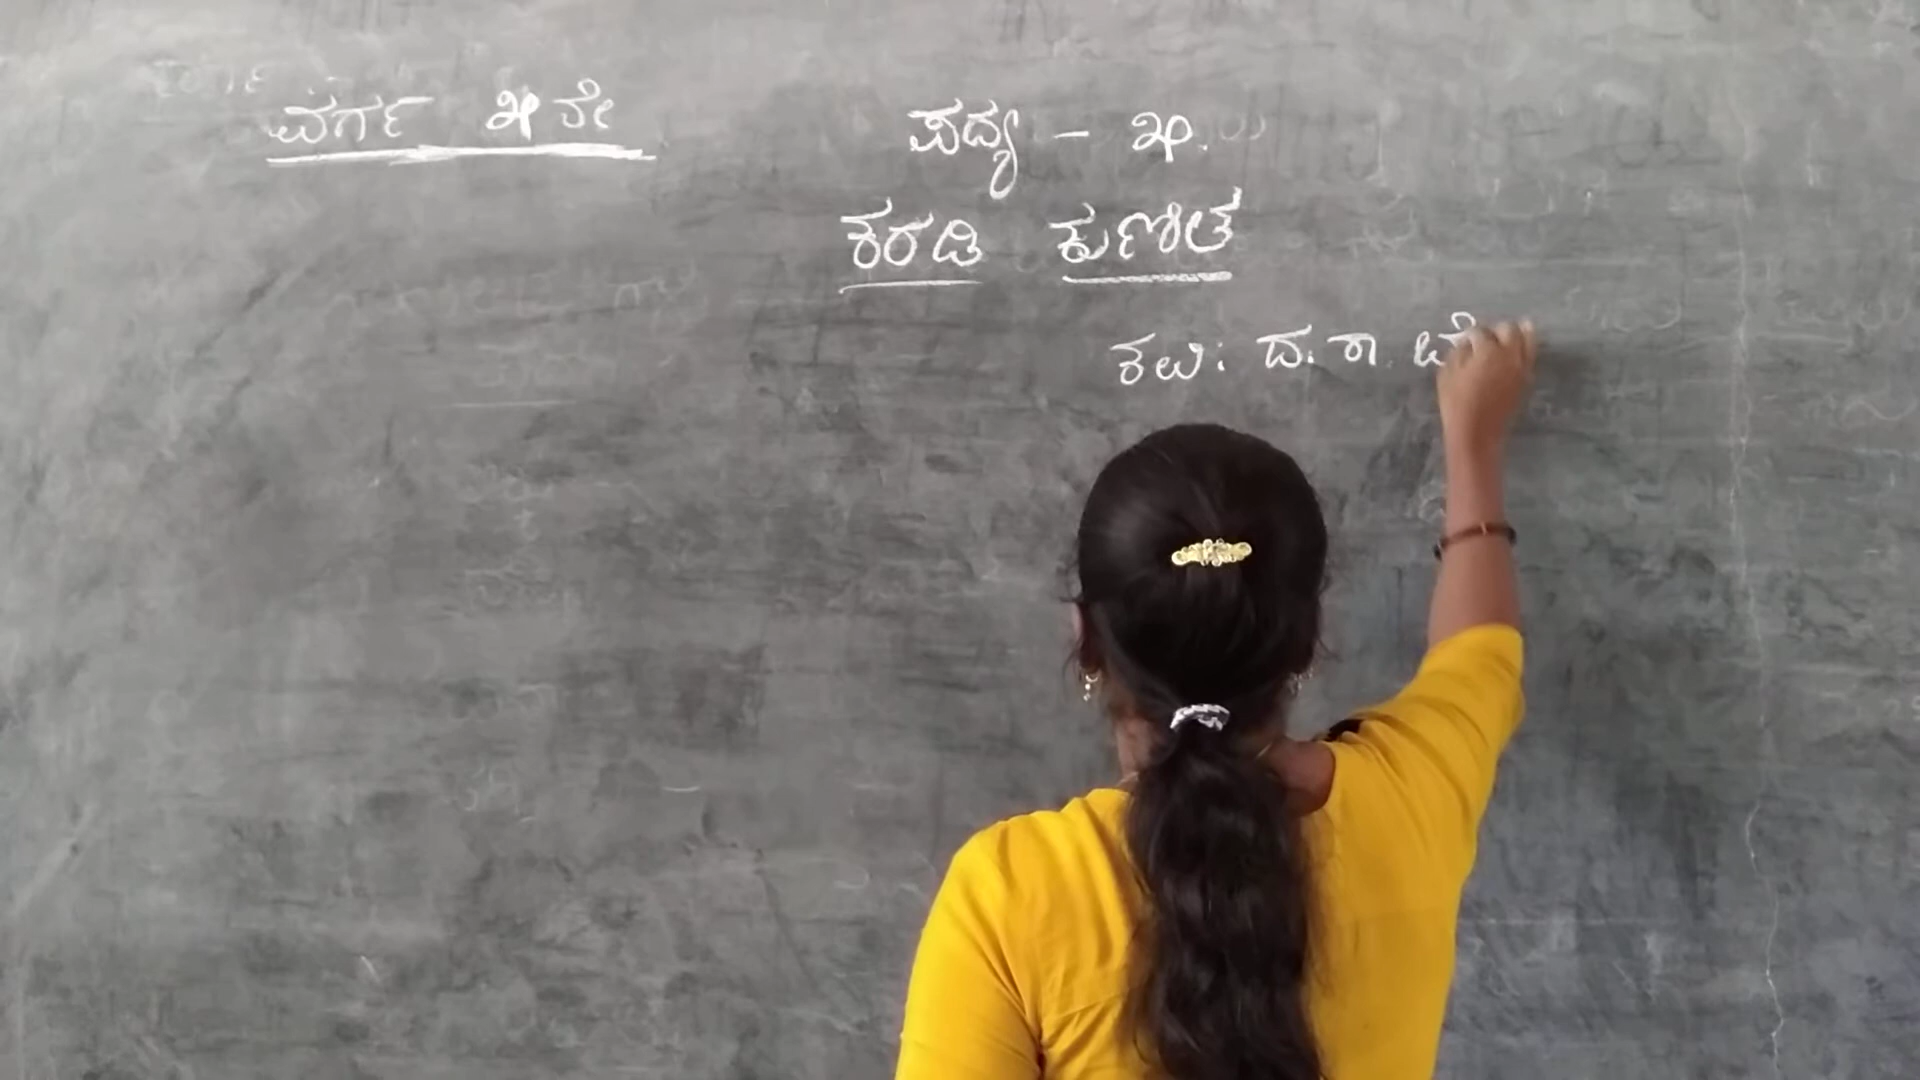 ವರ್ಗ ೫ನೇ
ಪದ್ಯ - ೫.
ಕರಡಿ ಕುಣಿತ
ಕವಿ: ದ. ರಾ.